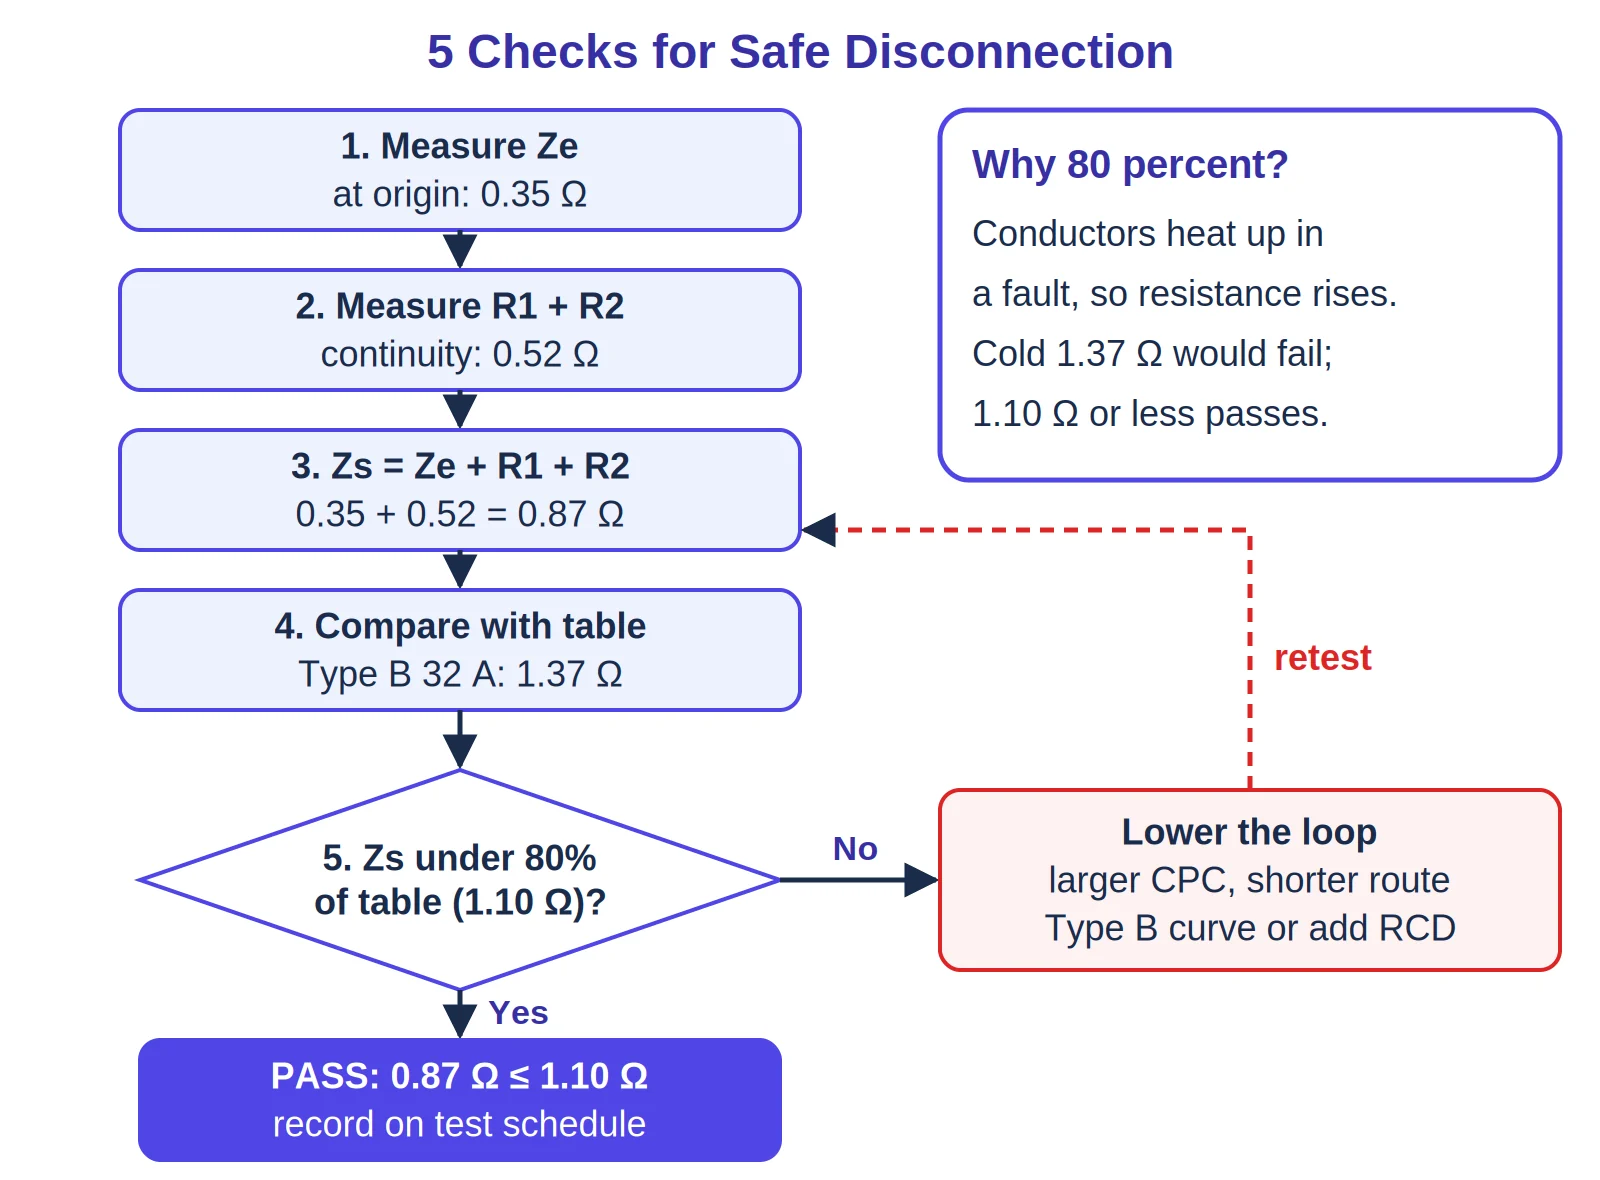 5 Checks for Safe Disconnection
1. Measure Ze
at origin: 0.35 Ω
2. Measure R1 + R2
continuity: 0.52 Ω
3. Zs = Ze + R1 + R2
0.35 + 0.52 = 0.87 Ω
4. Compare with table
Type B 32 A: 1.37 Ω
5. Zs under 80%
of table (1.10 Ω)?
Yes
PASS: 0.87 Ω ≤ 1.10 Ω
record on test schedule
Why 80 percent?
Conductors heat up in
a fault, so resistance rises.
Cold 1.37 Ω would fail;
1.10 Ω or less passes.
retest
No
Lower the loop
larger CPC, shorter route
Type B curve or add RCD